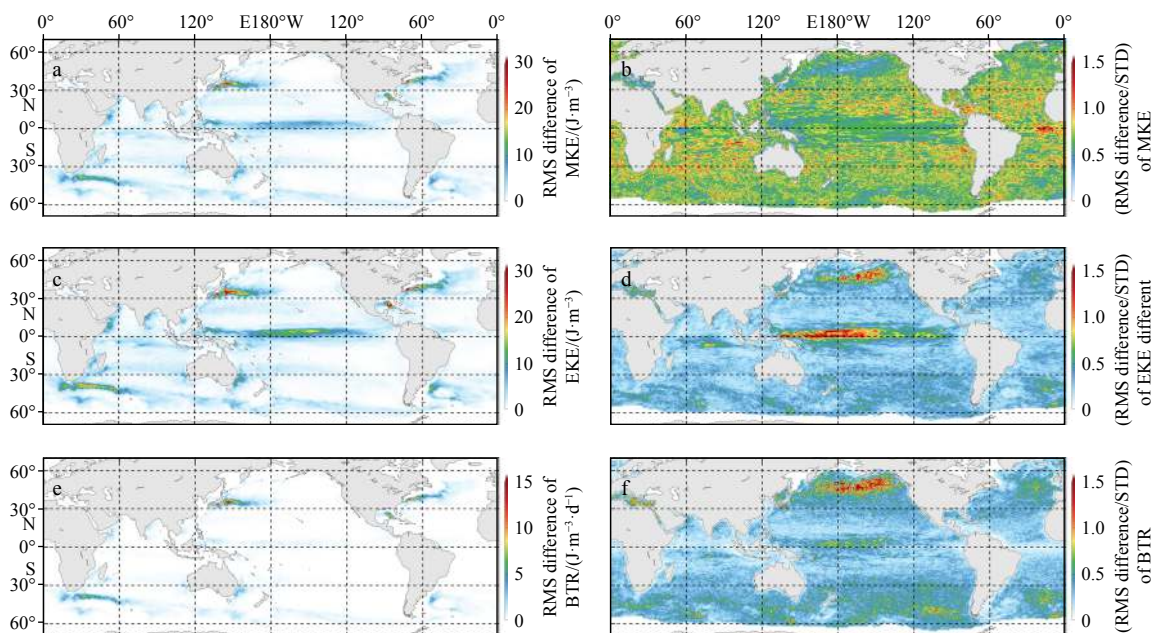 0° 60° 120° E180°W 120° 60° 0°
0° 60° 120° E180°W 120° 60° 0°
60°
30°
N
0°
S
30°
60°
a
30
20
10
0
RMS difference of
MKE/(J·m⁻³)
b
1.5
1.0
0.5
0
(RMS difference/STD)
of MKE
60°
30°
N
0°
S
30°
60°
c
30
20
10
0
RMS difference of
EKE/(J·m⁻³)
d
1.5
1.0
0.5
0
(RMS difference/STD)
of EKE different
60°
30°
N
0°
S
30°
60°
e
15
10
5
0
RMS difference of
BTR/(J·m⁻³·d⁻¹)
f
1.5
1.0
0.5
0
(RMS difference/STD)
of BTR